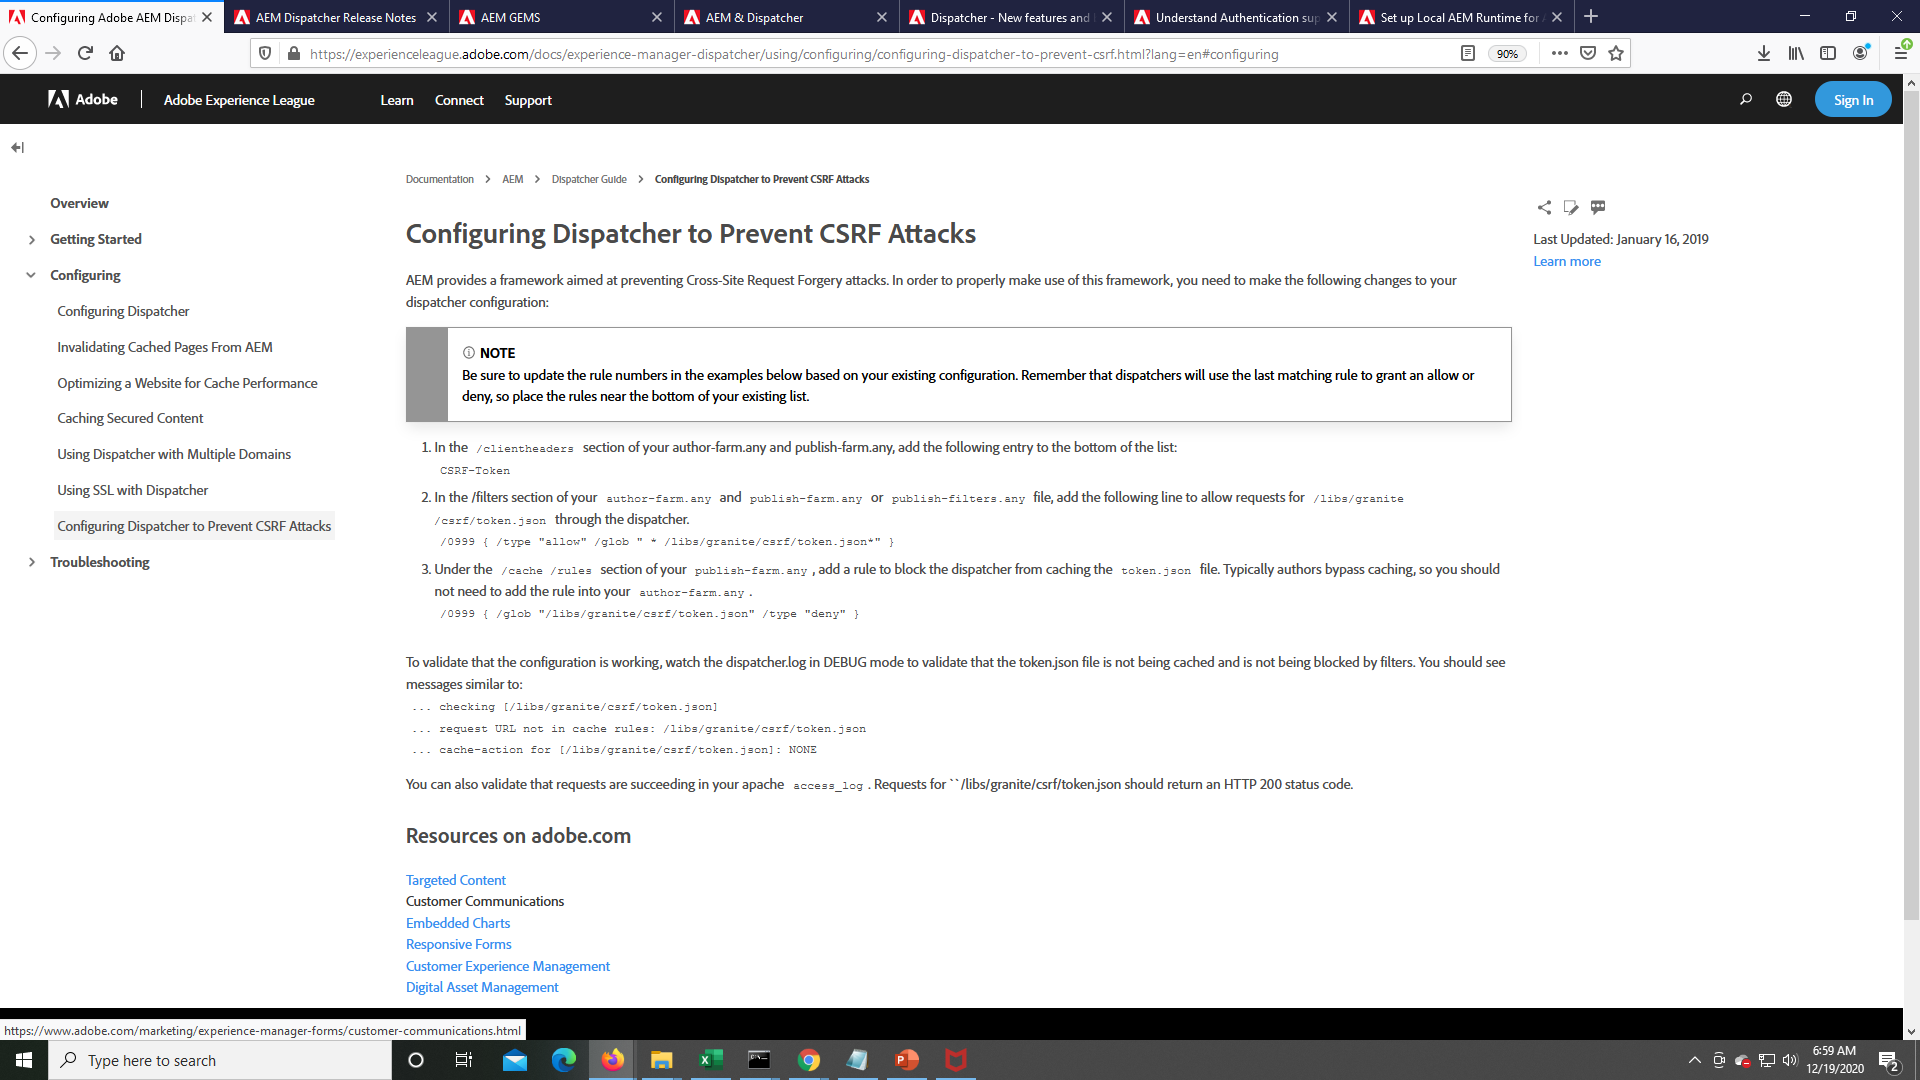 Configuring Adobe AEM Dispat
AEM Dispatcher Release Notes
AEM GEMS
AEM & Dispatcher
Dispatcher - New features and
Understand Authentication sup
Set up Local AEM Runtime for
https://experienceleague.adobe.com/docs/experience-manager-dispatcher/using/configuring/configuring-dispatcher-to-prevent-csrf.html?lang=en#configuring
90%
Adobe
Adobe Experience League
Learn
Connect
Support
Sign In
Documentation > AEM > Dispatcher Guide > Configuring Dispatcher to Prevent CSRF Attacks
Overview
Getting Started
Configuring
Configuring Dispatcher
Invalidating Cached Pages From AEM
Optimizing a Website for Cache Performance
Caching Secured Content
Using Dispatcher with Multiple Domains
Using SSL with Dispatcher
Configuring Dispatcher to Prevent CSRF Attacks
Troubleshooting
Configuring Dispatcher to Prevent CSRF Attacks
AEM provides a framework aimed at preventing Cross-Site Request Forgery attacks. In order to properly make use of this framework, you need to make the following changes to your
dispatcher configuration:
NOTE
Be sure to update the rule numbers in the examples below based on your existing configuration. Remember that dispatchers will use the last matching rule to grant an allow or
deny, so place the rules near the bottom of your existing list.
1. In the /clientheaders section of your author-farm.any and publish-farm.any, add the following entry to the bottom of the list:
CSRF-Token
2. In the /filters section of your author-farm.any and publish-farm.any or publish-filters.any file, add the following line to allow requests for /libs/granite
/csrf/token.json through the dispatcher.
/0999 { /type "allow" /glob " * /libs/granite/csrf/token.json*" }
3. Under the /cache /rules section of your publish-farm.any , add a rule to block the dispatcher from caching the token.json file. Typically authors bypass caching, so you should
not need to add the rule into your author-farm.any .
/0999 { /glob "/libs/granite/csrf/token.json" /type "deny" }
To validate that the configuration is working, watch the dispatcher.log in DEBUG mode to validate that the token.json file is not being cached and is not being blocked by filters. You should see
messages similar to:
... checking [/libs/granite/csrf/token.json]
... request URL not in cache rules: /libs/granite/csrf/token.json
... cache-action for [/libs/granite/csrf/token.json]: NONE
You can also validate that requests are succeeding in your apache access_log . Requests for ``/libs/granite/csrf/token.json should return an HTTP 200 status code.
Resources on adobe.com
Targeted Content
Customer Communications
Embedded Charts
Responsive Forms
Customer Experience Management
Digital Asset Management
Last Updated: January 16, 2019
Learn more
https://www.adobe.com/marketing/experience-manager-forms/customer-communications.html
Type here to search
6:59 AM
12/19/2020
2